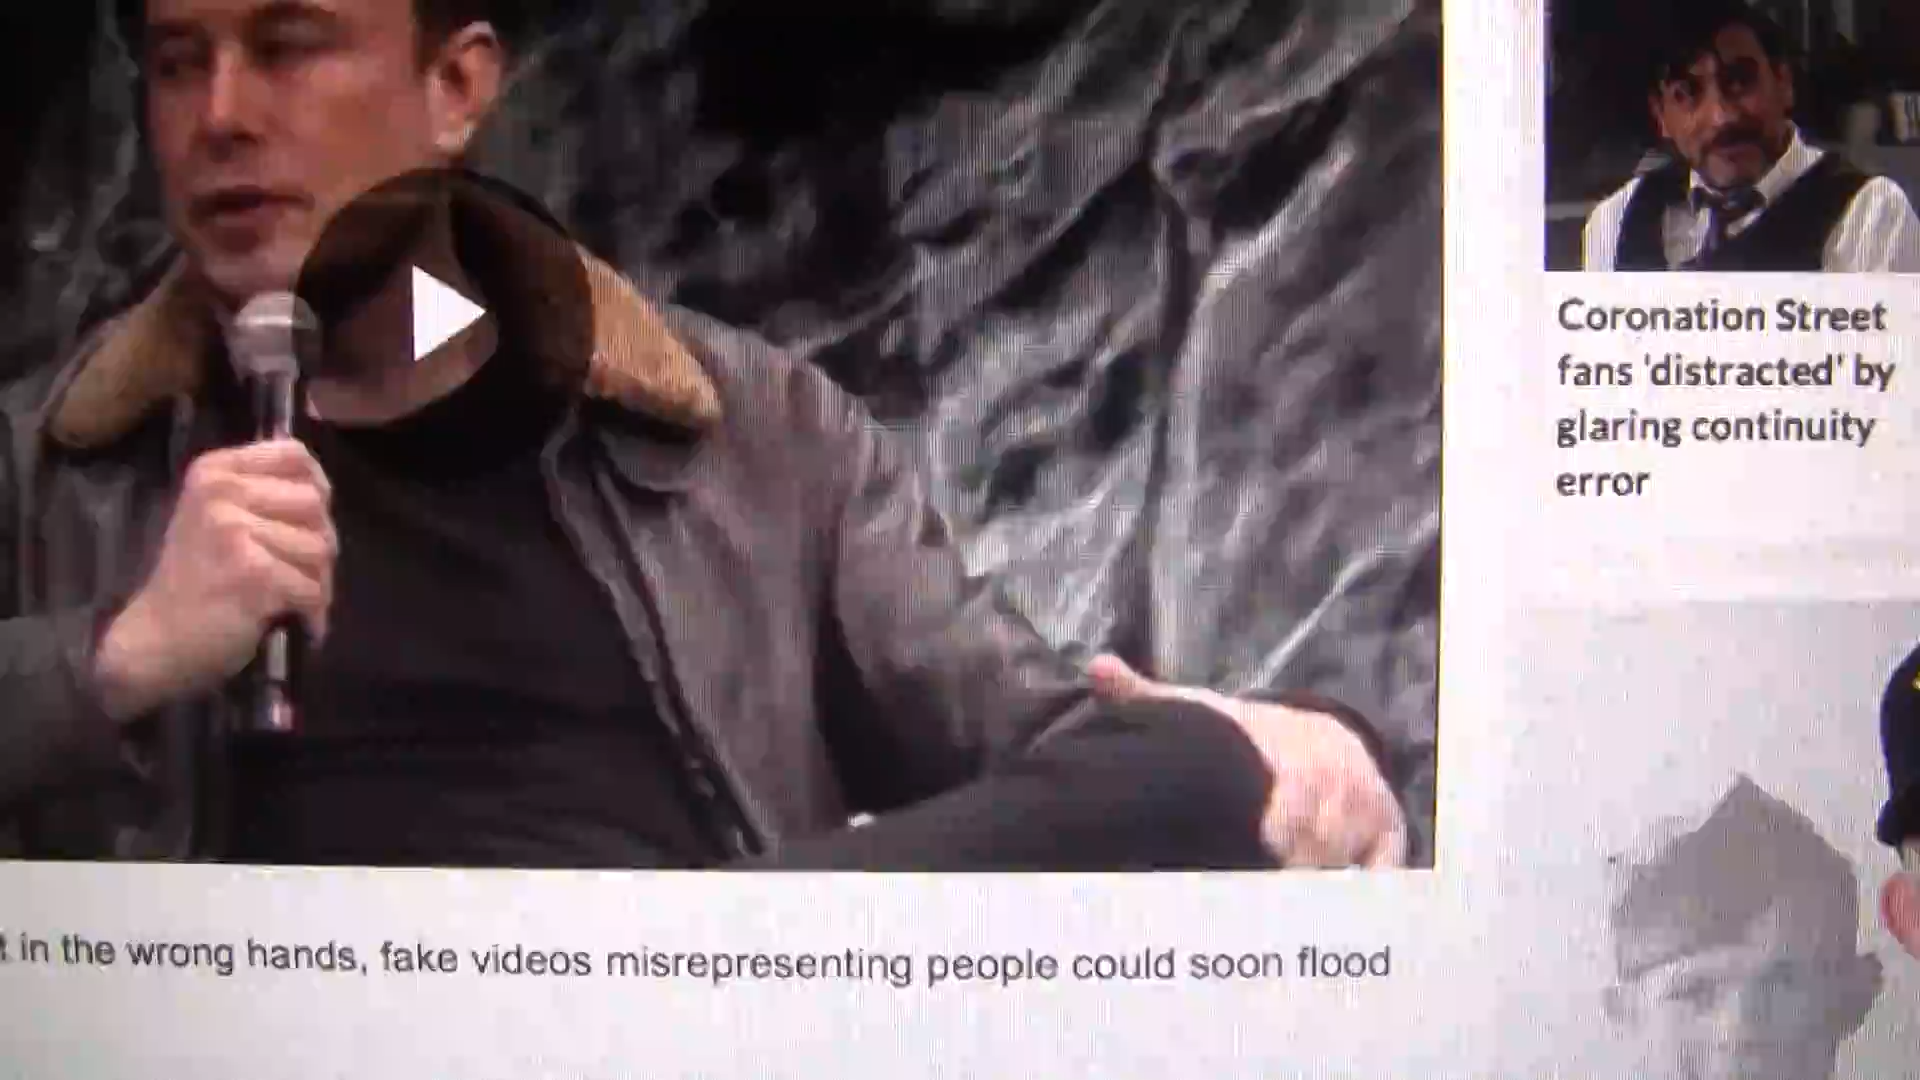 Coronation Street
fans 'distracted' by
glaring continuity
error
in the wrong hands, fake videos misrepresenting people could soon flood